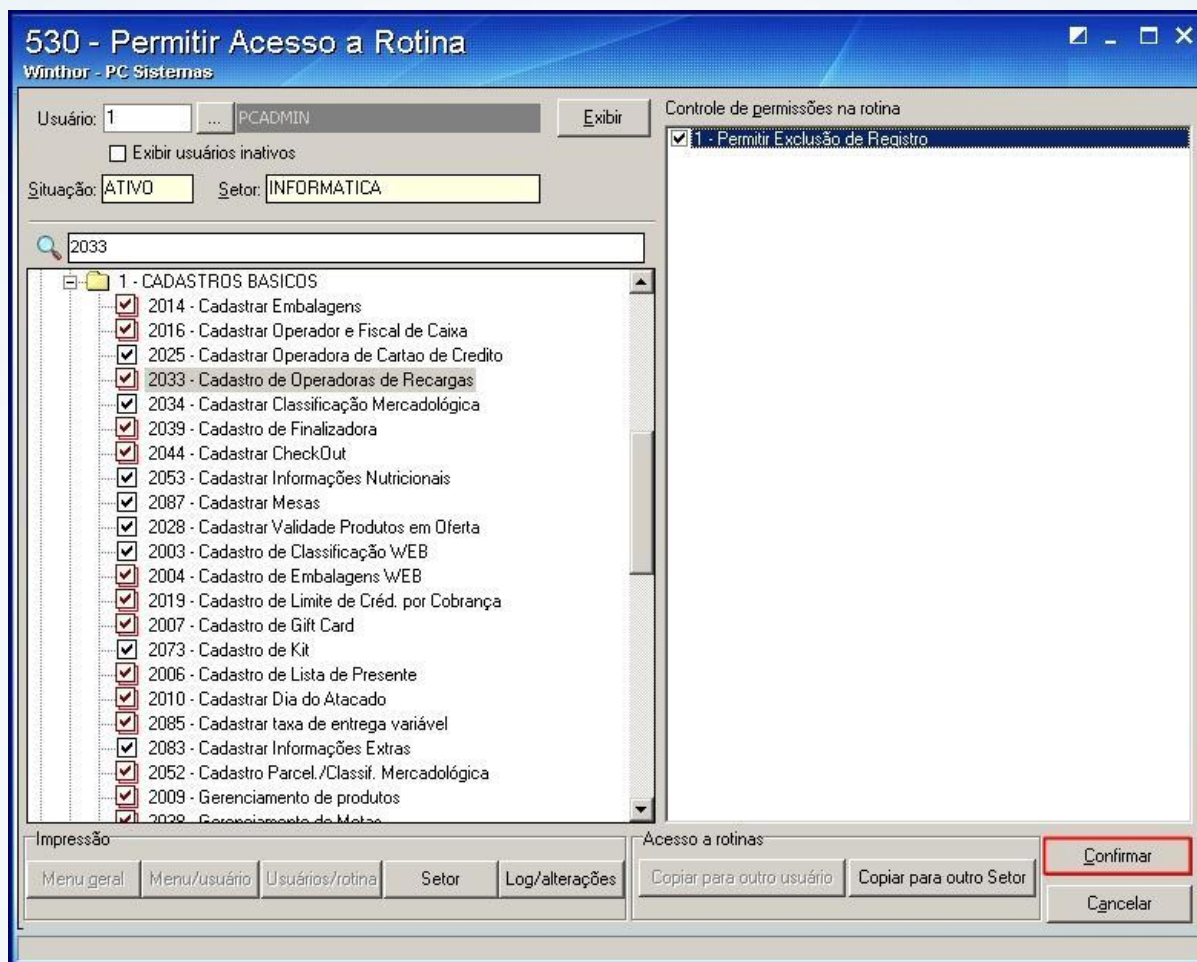 530 - Permitir Acesso a Rotina
Winthor - PC Sistemas
Usuário: 1 ... PCADMIN Exibir
Exibir usuários inativos
Situação: ATIVO Setor: INFORMATICA
2033
1 - CADASTROS BASICOS
2014 - Cadastrar Embalagens
2016 - Cadastrar Operador e Fiscal de Caixa
2025 - Cadastrar Operadora de Cartao de Credito
2033 - Cadastro de Operadoras de Recargas
2034 - Cadastrar Classificação Mercadológica
2039 - Cadastro de Finalizadora
2044 - Cadastrar CheckOut
2053 - Cadastrar Informações Nutricionais
2087 - Cadastrar Mesas
2028 - Cadastrar Validade Produtos em Oferta
2003 - Cadastro de Classificação WEB
2004 - Cadastro de Embalagens WEB
2019 - Cadastro de Limite de Créd. por Cobrança
2007 - Cadastro de Gift Card
2073 - Cadastro de Kit
2006 - Cadastro de Lista de Presente
2010 - Cadastrar Dia do Atacado
2085 - Cadastrar taxa de entrega variável
2083 - Cadastrar Informações Extras
2052 - Cadastro Parcel./Classif. Mercadológica
2009 - Gerenciamento de produtos
2038 - Gerenciamento de Metas
Controle de permissões na rotina
1 - Permitir Exclusão de Registro
Impressão
Menu geral Menu/usuário Usuários/rotina Setor Log/alterações
Acesso a rotinas
Copiar para outro usuário Copiar para outro Setor
Confirmar
Cancelar